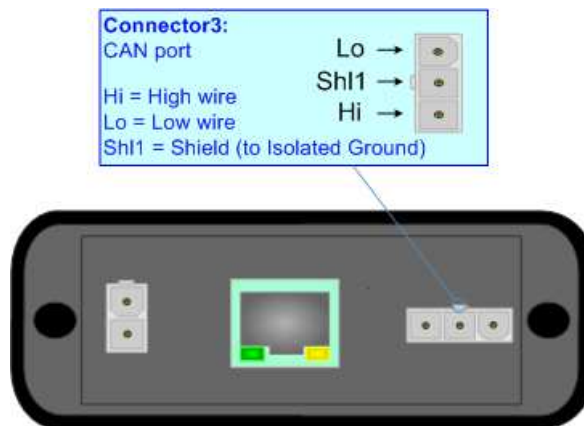 Connector3:
CAN port
Hi = High wire
Lo = Low wire
Shl1 = Shield (to Isolated Ground)
Lo →
Shl1 →
Hi →